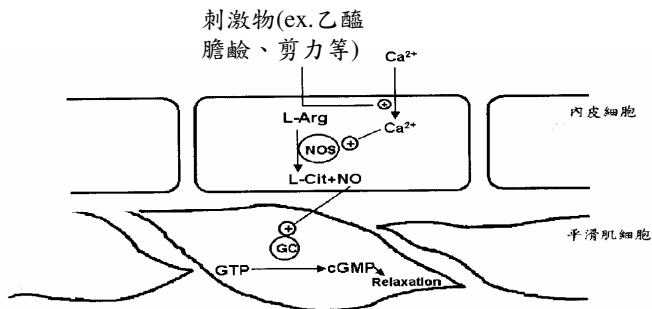 刺激物(ex.乙醯
膽鹼、剪力等)
Ca²⁺
內皮細胞
L-Arg
Ca²⁺
NOS
L-Cit+NO
平滑肌細胞
GC
GTP
cGMP
Relaxation